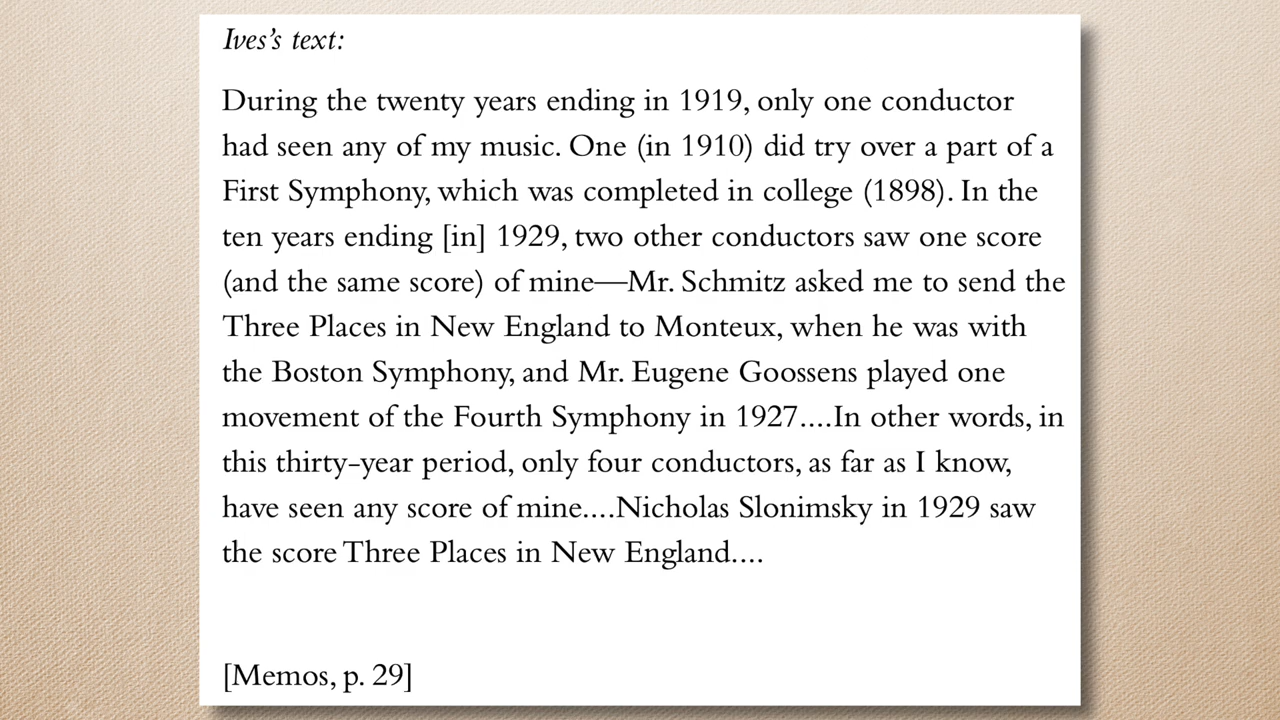 Ives’s text:
During the twenty years ending in 1919, only one conductor
had seen any of my music. One (in 1910) did try over a part of a
First Symphony, which was completed in college (1898). In the
ten years ending [in] 1929, two other conductors saw one score
(and the same score) of mine—Mr. Schmitz asked me to send the
Three Places in New England to Monteux, when he was with
the Boston Symphony, and Mr. Eugene Goossens played one
movement of the Fourth Symphony in 1927....In other words, in
this thirty-year period, only four conductors, as far as I know,
have seen any score of mine....Nicholas Slonimsky in 1929 saw
the score Three Places in New England....
[Memos, p. 29]